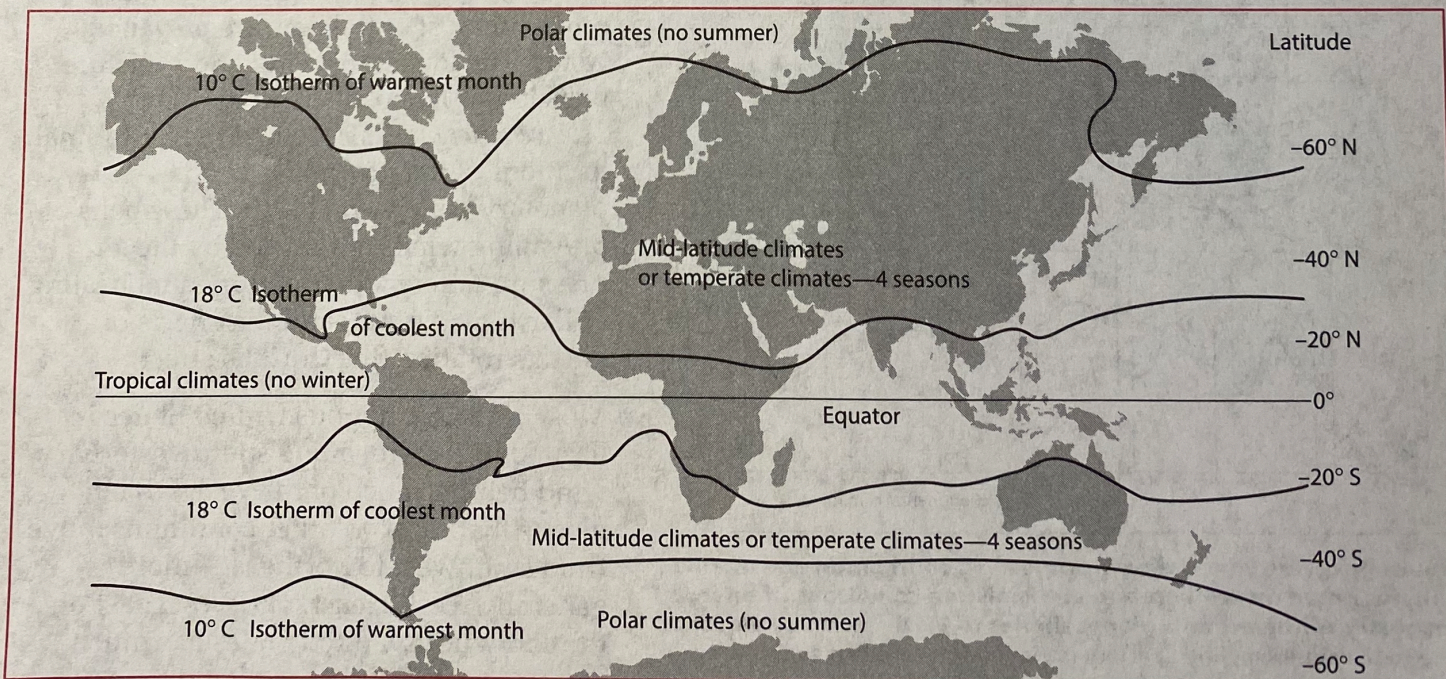 Polar climates (no summer)
Latitude
10° C Isotherm of warmest month
–60° N
Mid-latitude climates
or temperate climates—4 seasons
–40° N
18° C Isotherm
of coolest month
–20° N
Tropical climates (no winter)
0°
Equator
–20° S
18° C Isotherm of coolest month
Mid-latitude climates or temperate climates—4 seasons
–40° S
10° C Isotherm of warmest month
Polar climates (no summer)
–60° S